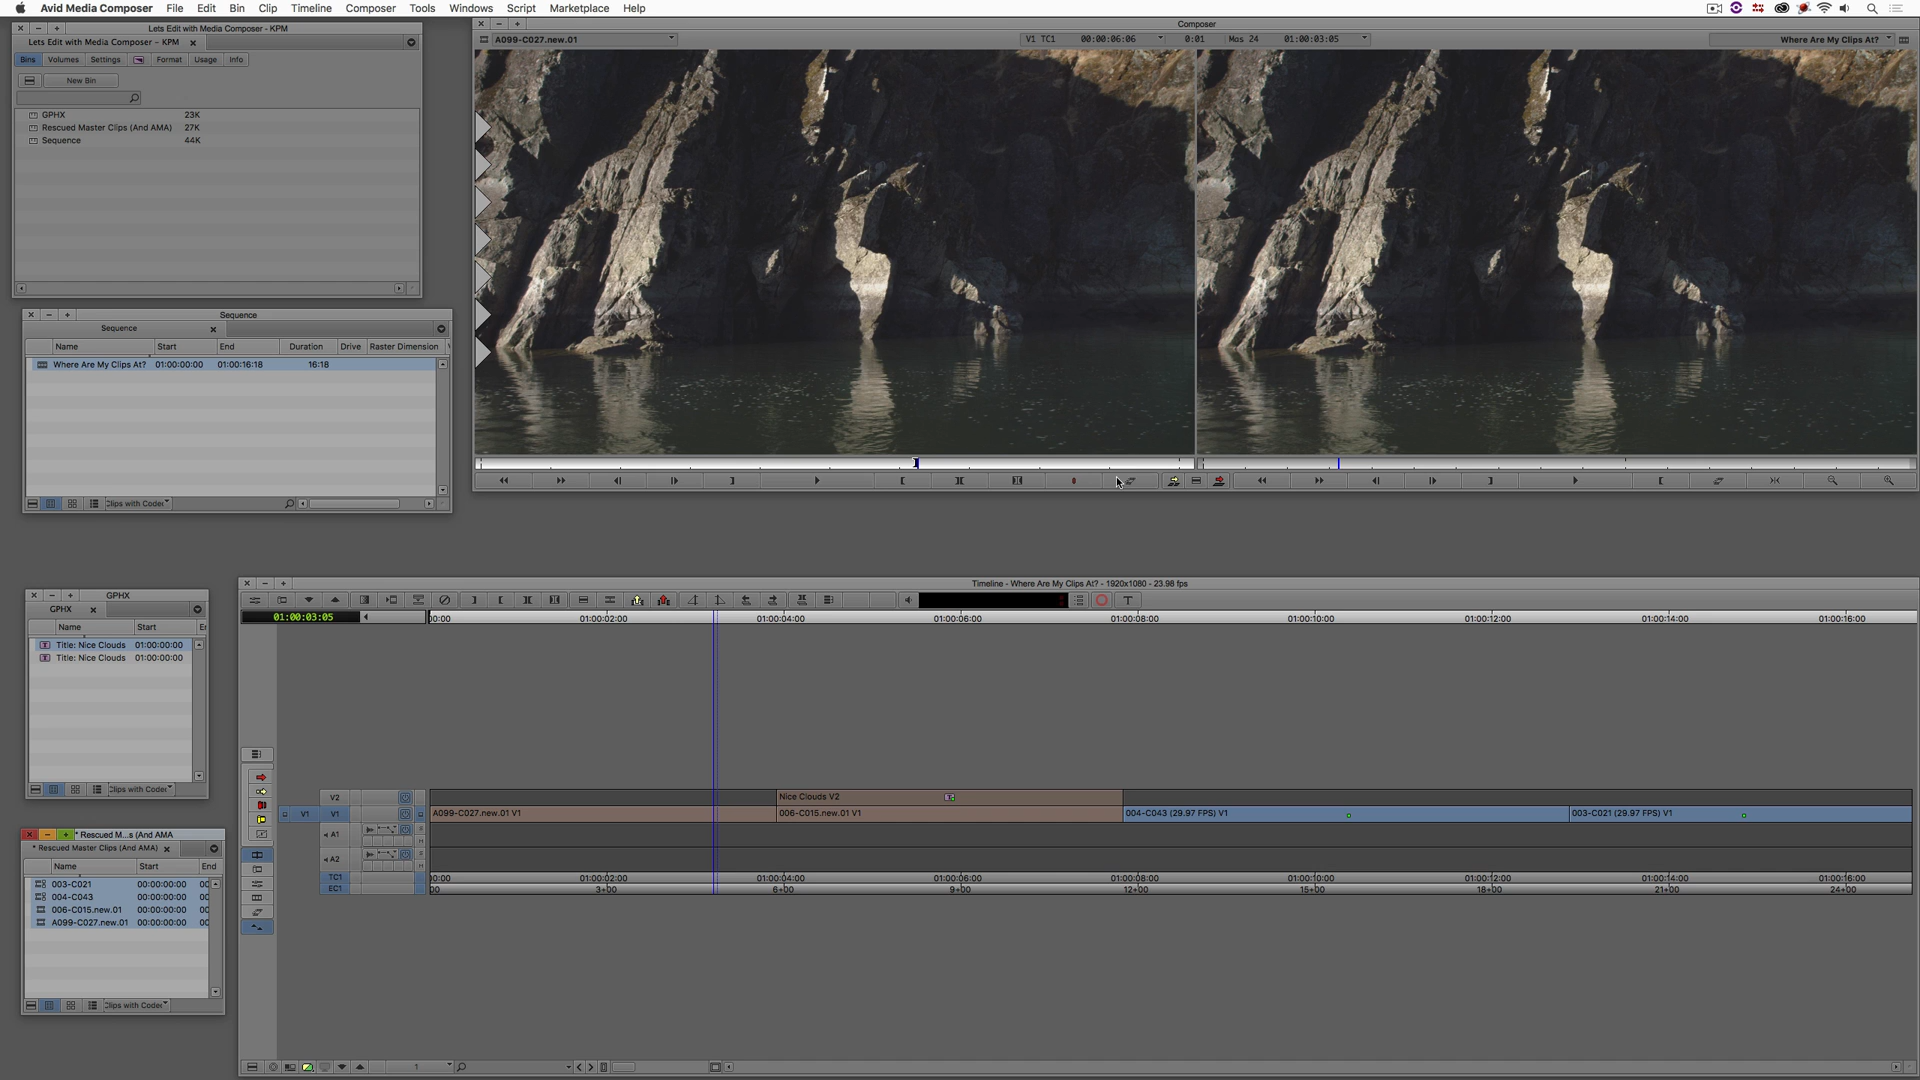 Avid Media Composer File Edit Bin Clip Timeline Composer Tools Windows Script Marketplace Help
Lets Edit with Media Composer - KPM
Lets Edit with Media Composer - KPM
Bins Volumes Settings Format Usage Info
New Bin
GPHX 23K
Rescued Master Clips (And AMA) 27K
Sequence 44K
Composer
A099-C027.new.01
V1 TC1 00:00:06:06 0:01 Mas 24 01:00:03:05
Where Are My Clips At?
Sequence
Sequence
Name Start End Duration Drive Raster Dimension
Where Are My Clips At? 01:00:00:00 01:00:16:18 16:18
GPHX
GPHX
Name Start
Title: Nice Clouds 01:00:00:00
Title: Nice Clouds 01:00:00:00
* Rescued M...s (And AMA
* Rescued Master Clips (And AMA)
Name Start End
003-C021 00:00:00:00 00
004-C043 00:00:00:00 00
006-C015.new.01 00:00:00:00 00
A099-C027.new.01 00:00:00:00 00
Timeline - Where Are My Clips At? - 1920x1080 - 23.98 fps
01:00:03:05
00:00 01:00:02:00 01:00:04:00 01:00:06:00 01:00:08:00 01:00:10:00 01:00:12:00 01:00:14:00 01:00:16:00
V2 Nice Clouds V2
V1 V1 A099-C027.new.01 V1 006-C015.new.01 V1 004-C043 (29.97 FPS) V1 003-C021 (29.97 FPS) V1
A1
A2
TC1 00:00 01:00:02:00 01:00:04:00 01:00:06:00 01:00:08:00 01:00:10:00 01:00:12:00 01:00:14:00 01:00:16:00
EC1 00 3+00 6+00 9+00 12+00 15+00 18+00 21+00 24+00
1